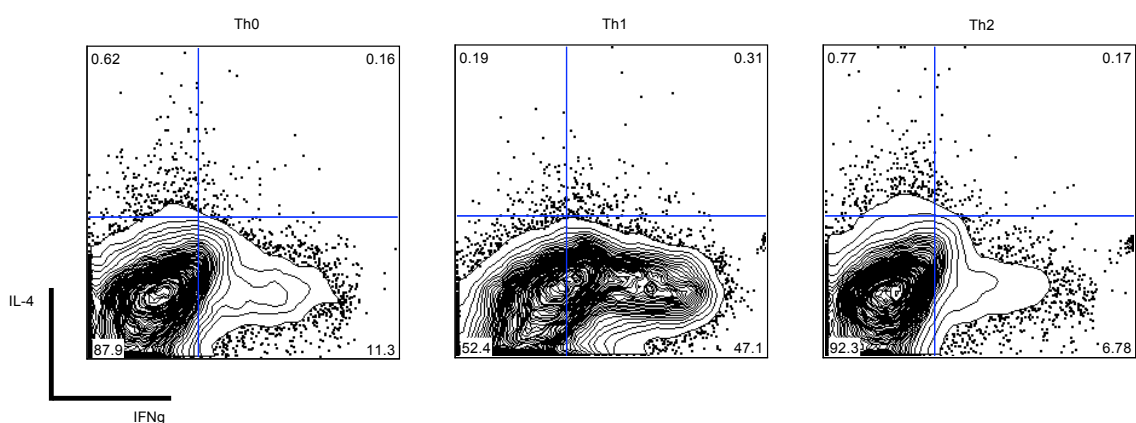 Th0
Th1
Th2
0.62
0.16
0.19
0.31
0.77
0.17
IL-4
87.9
11.3
52.4
47.1
92.3
6.78
IFNg